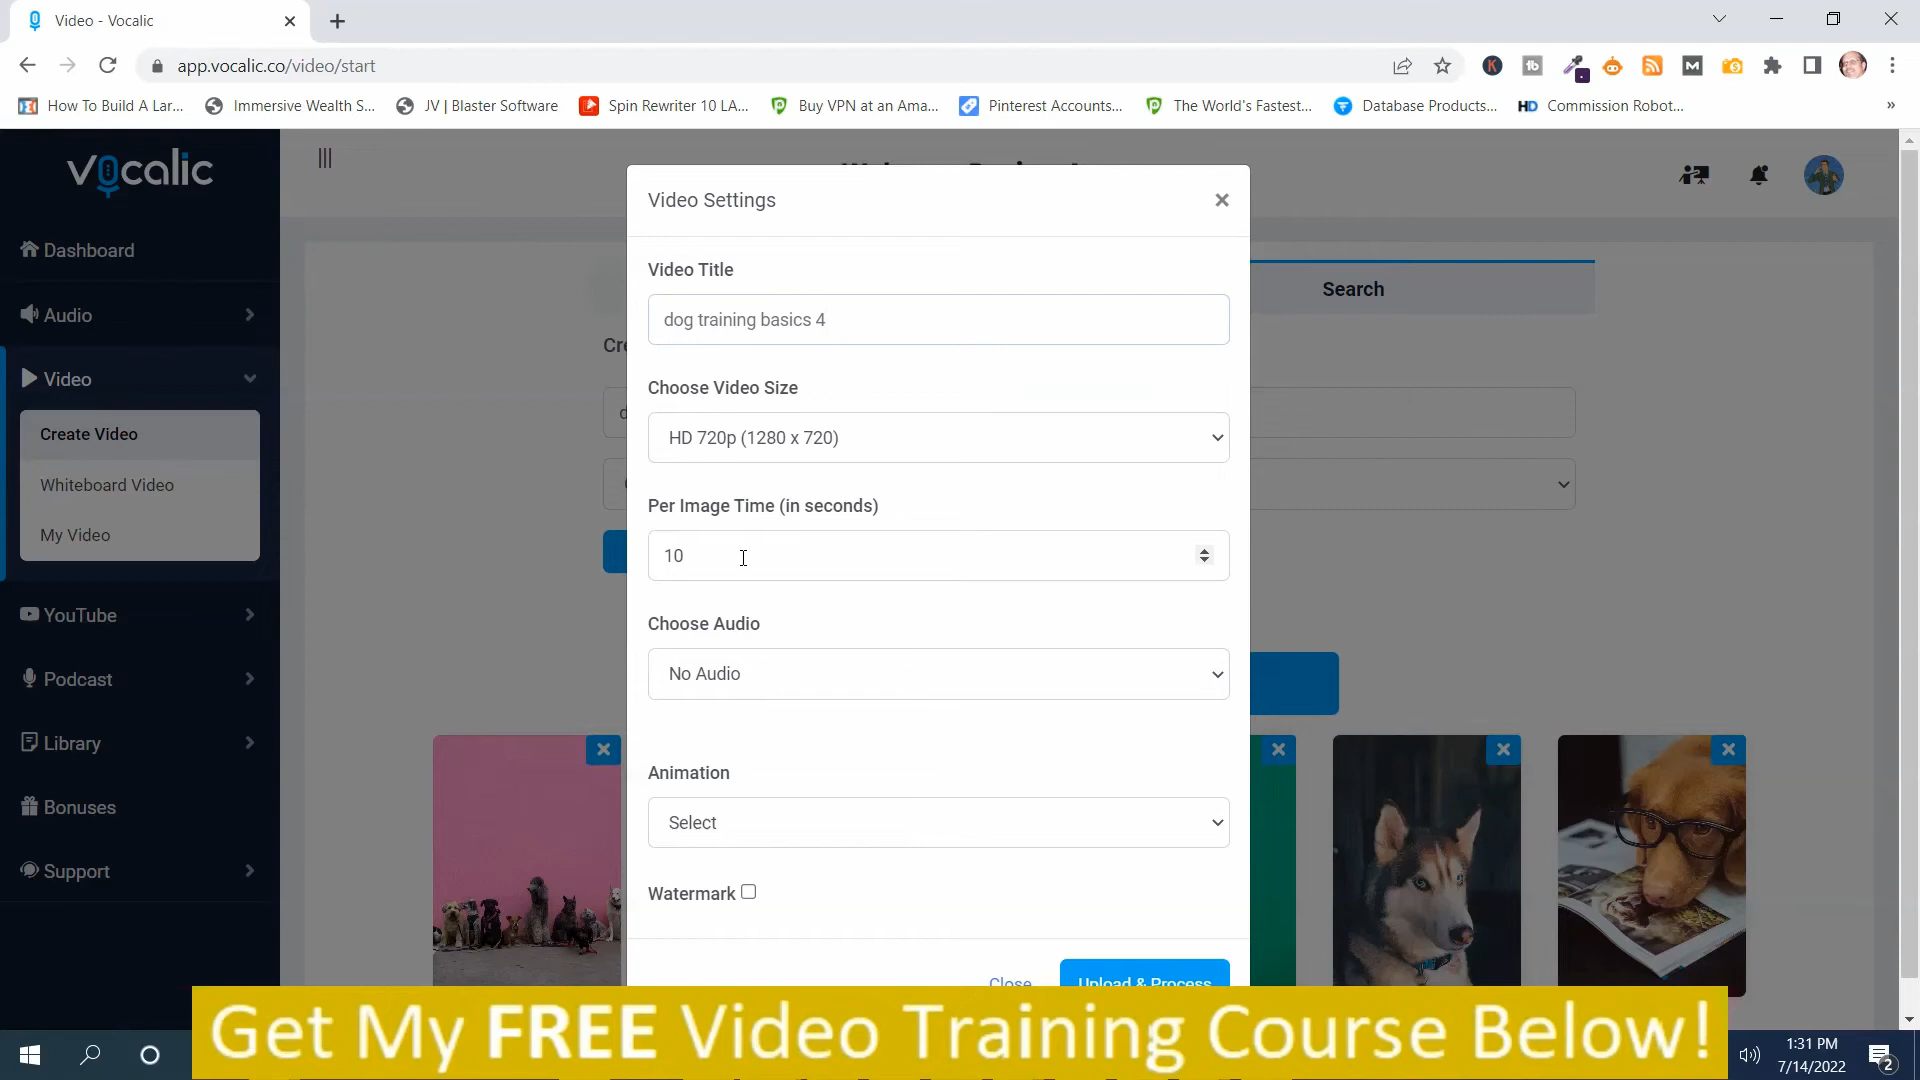 Video - Vocalic
app.vocalic.co/video/start
How To Build A Lar...
Immersive Wealth S...
JV | Blaster Software
Spin Rewriter 10 LA...
Buy VPN at an Ama...
Pinterest Accounts...
The World's Fastest...
Database Products...
HD Commission Robot...
»
vocalic
Dashboard
Audio
Video
Create Video
Whiteboard Video
My Video
YouTube
Podcast
Library
Bonuses
Support
Search
Video Settings
Video Title
dog training basics 4
Choose Video Size
HD 720p (1280 x 720)
Per Image Time (in seconds)
10
Choose Audio
No Audio
Animation
Select
Watermark
Close
Upload & Process
Get My FREE Video Training Course Below!
1:31 PM
7/14/2022
2